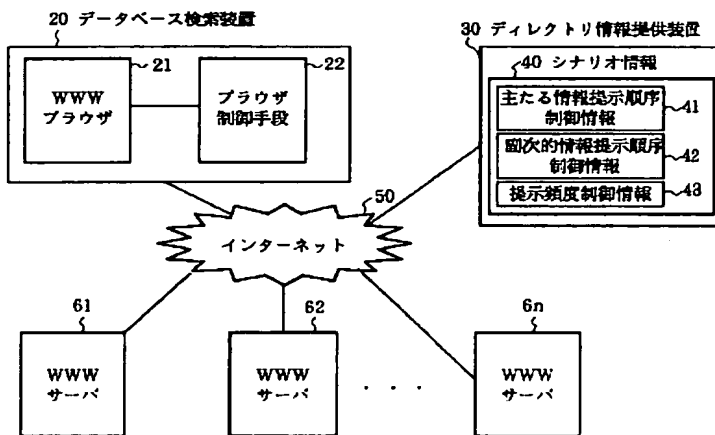 20 データベース検索装置
21
22
WWW
ブラウザ
ブラウザ
制御手段
30 ディレクトリ情報提供装置
40 シナリオ情報
主たる情報提示順序
制御情報
41
副次的情報提示順序
制御情報
42
提示頻度制御情報
43
50
インターネット
61
62
6n
WWW
サーバ
WWW
サーバ
. . .
WWW
サーバ